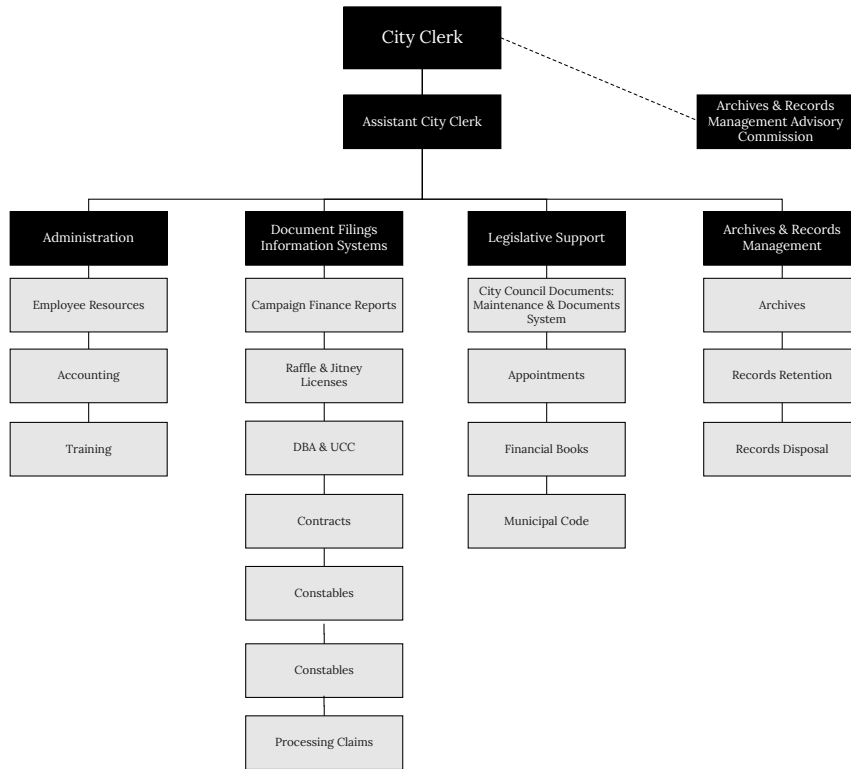 City Clerk
Assistant City Clerk
Archives & Records
Management Advisory
Commission
Administration
Document Filings
Information Systems
Legislative Support
Archives & Records
Management
Employee Resources
Campaign Finance Reports
City Council Documents:
Maintenance & Documents
System
Archives
Accounting
Raffle & Jitney
Licenses
Appointments
Records Retention
Training
DBA & UCC
Financial Books
Records Disposal
Contracts
Municipal Code
Constables
Constables
Processing Claims